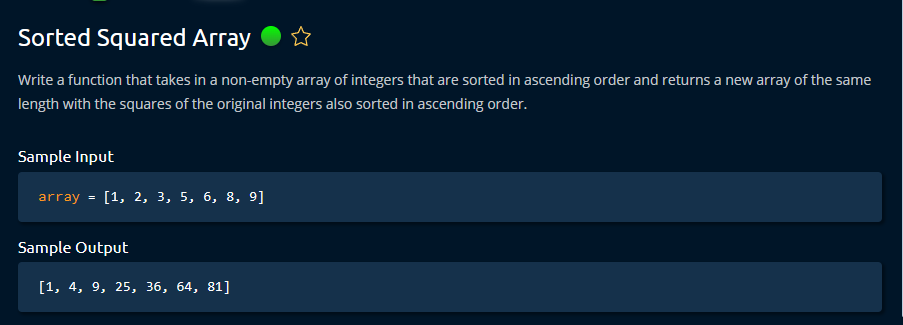 Sorted Squared Array
Write a function that takes in a non-empty array of integers that are sorted in ascending order and returns a new array of the same
length with the squares of the original integers also sorted in ascending order.
Sample Input
array = [1, 2, 3, 5, 6, 8, 9]
Sample Output
[1, 4, 9, 25, 36, 64, 81]